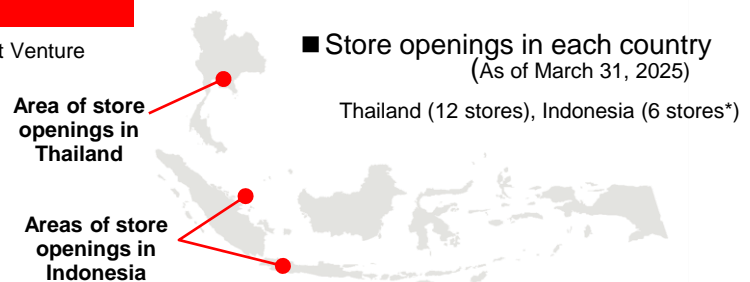 t Venture
■ Store openings in each country
(As of March 31, 2025)
Thailand (12 stores), Indonesia (6 stores*)
Area of store
openings in
Thailand
Areas of store
openings in
Indonesia